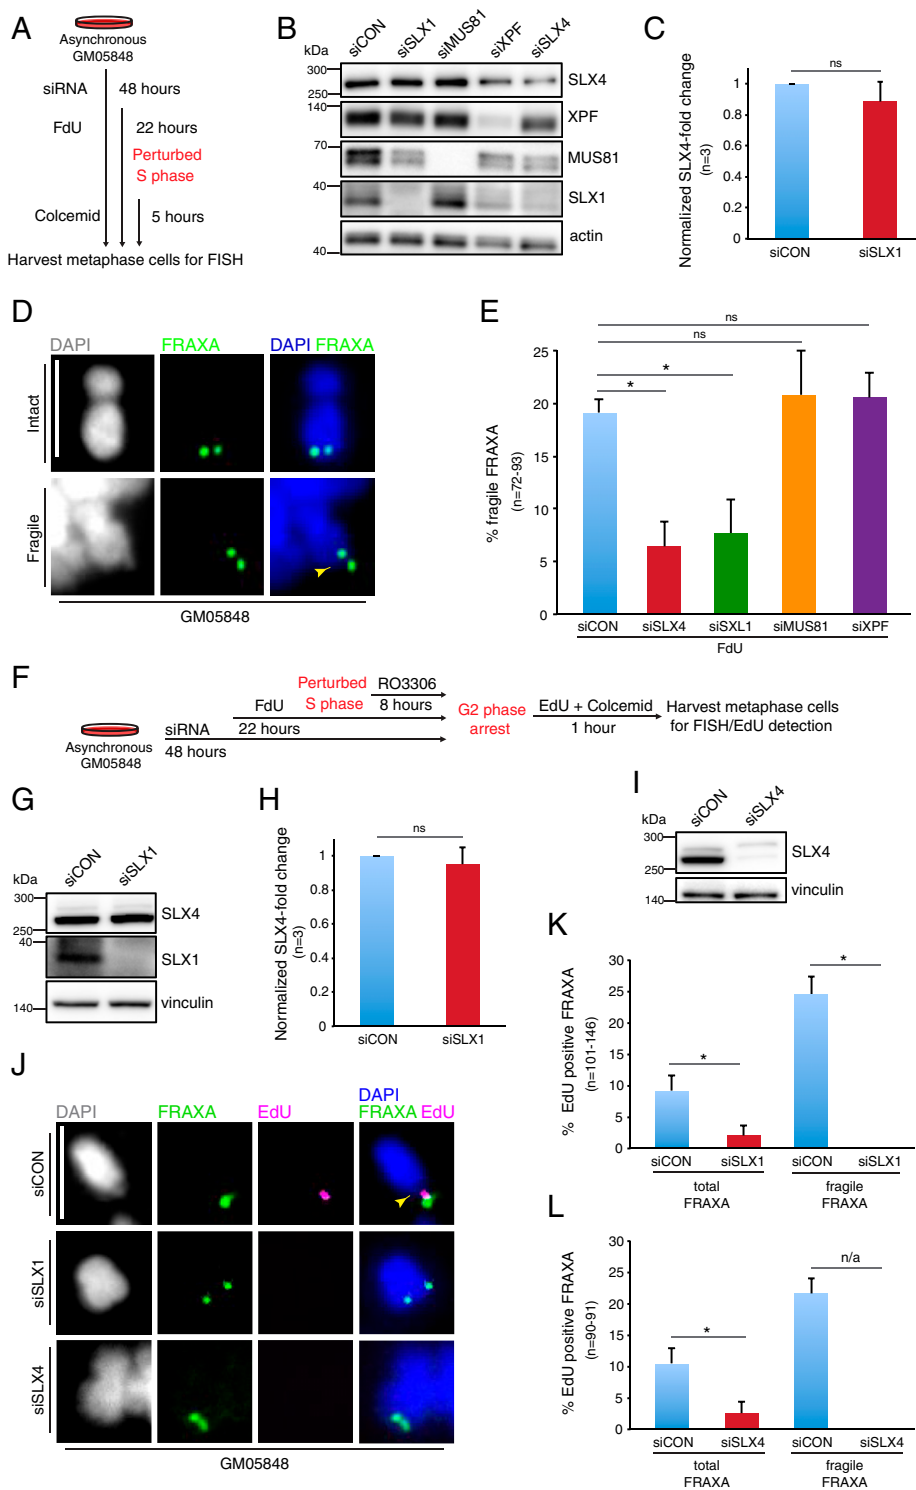 A
Asynchronous
GM05848
siRNA
48 hours
FdU
22 hours
Perturbed
S phase
Colcemid
5 hours
Harvest metaphase cells for FISH
B
kDa
siCON
siSLX1
siMUS81
siXPF
siSLX4
300
250
SLX4
140
XPF
70
MUS81
40
SLX1
actin
40
C
Normalized SLX4-fold change
(n=3)
ns
1
0.8
0.6
0.4
0.2
0
siCON
siSLX1
D
DAPI
FRAXA
DAPI FRAXA
Intact
Fragile
GM05848
E
% fragile FRAXA
(n=72-93)
ns
ns
*
*
25
20
15
10
5
0
siCON
siSLX4
siSXL1
siMUS81
siXPF
FdU
F
Asynchronous
GM05848
siRNA
48 hours
FdU
22 hours
Perturbed
S phase
RO3306
8 hours
G2 phase
arrest
EdU + Colcemid
1 hour
Harvest metaphase cells
for FISH/EdU detection
G
siCON
siSLX1
kDa
300
250
SLX4
40
SLX1
140
vinculin
H
Normalized SLX4-fold change
(n=3)
ns
1
0.8
0.6
0.4
0.2
0
siCON
siSLX1
I
siCON
siSLX4
kDa
300
250
SLX4
140
vinculin
J
DAPI
FRAXA
EdU
DAPI
FRAXA EdU
siCON
siSLX1
siSLX4
GM05848
K
% EdU positive FRAXA
(n=101-146)
30
25
20
15
10
5
0
*
*
siCON
siSLX1
siCON
siSLX1
total
FRAXA
fragile
FRAXA
L
% EdU positive FRAXA
(n=90-91)
30
25
20
15
10
5
0
*
n/a
siCON
siSLX4
siCON
siSLX4
total
FRAXA
fragile
FRAXA